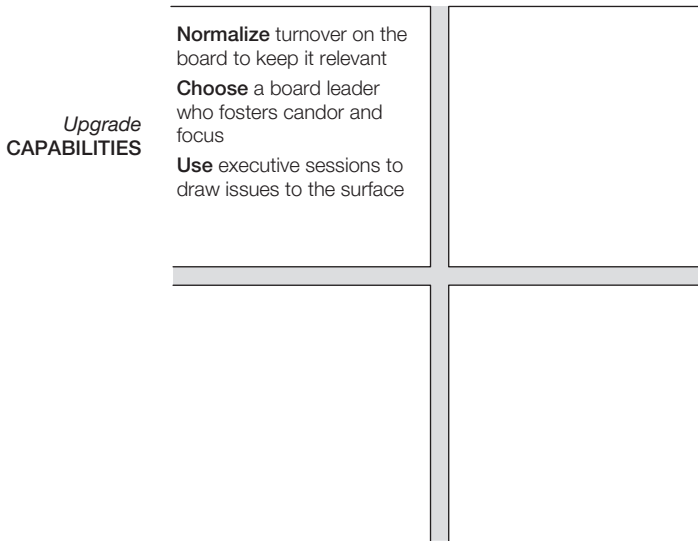 Upgrade
CAPABILITIES
Normalize turnover on the
board to keep it relevant
Choose a board leader
who fosters candor and
focus
Use executive sessions to
draw issues to the surface